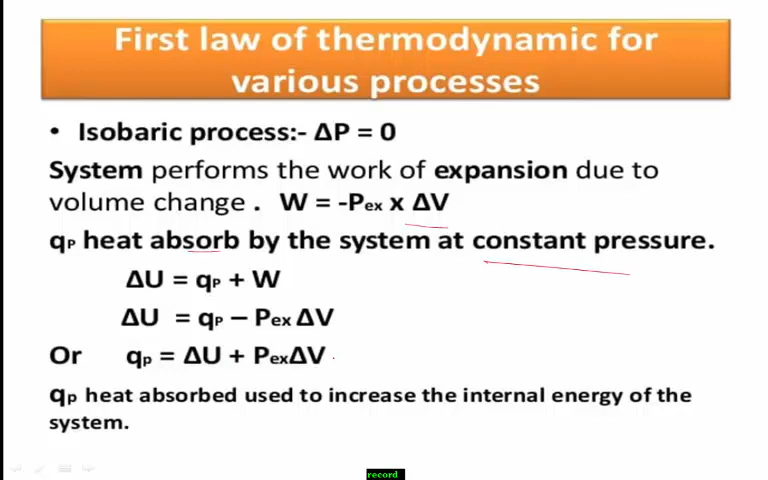 First law of thermodynamic for
various processes
• Isobaric process:- ΔP = 0
System performs the work of expansion due to
volume change . W = -Pex x ΔV
qP heat absorb by the system at constant pressure.
ΔU = qP + W
ΔU = qP – Pex ΔV
Or qp = ΔU + PexΔV
qp heat absorbed used to increase the internal energy of the
system.
record